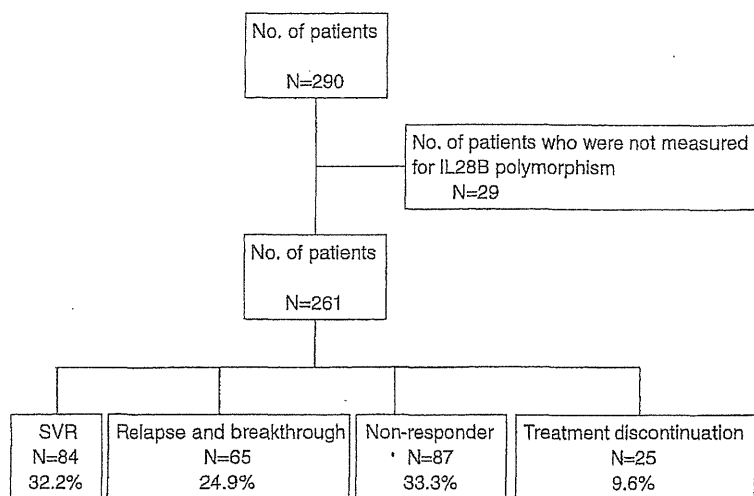 No. of patients
N=290
No. of patients who were not measured
for IL28B polymorphism
N=29
No. of patients
N=261
SVR
N=84
32.2%
Relapse and breakthrough
N=65
24.9%
Non-responder
N=87
33.3%
Treatment discontinuation
N=25
9.6%